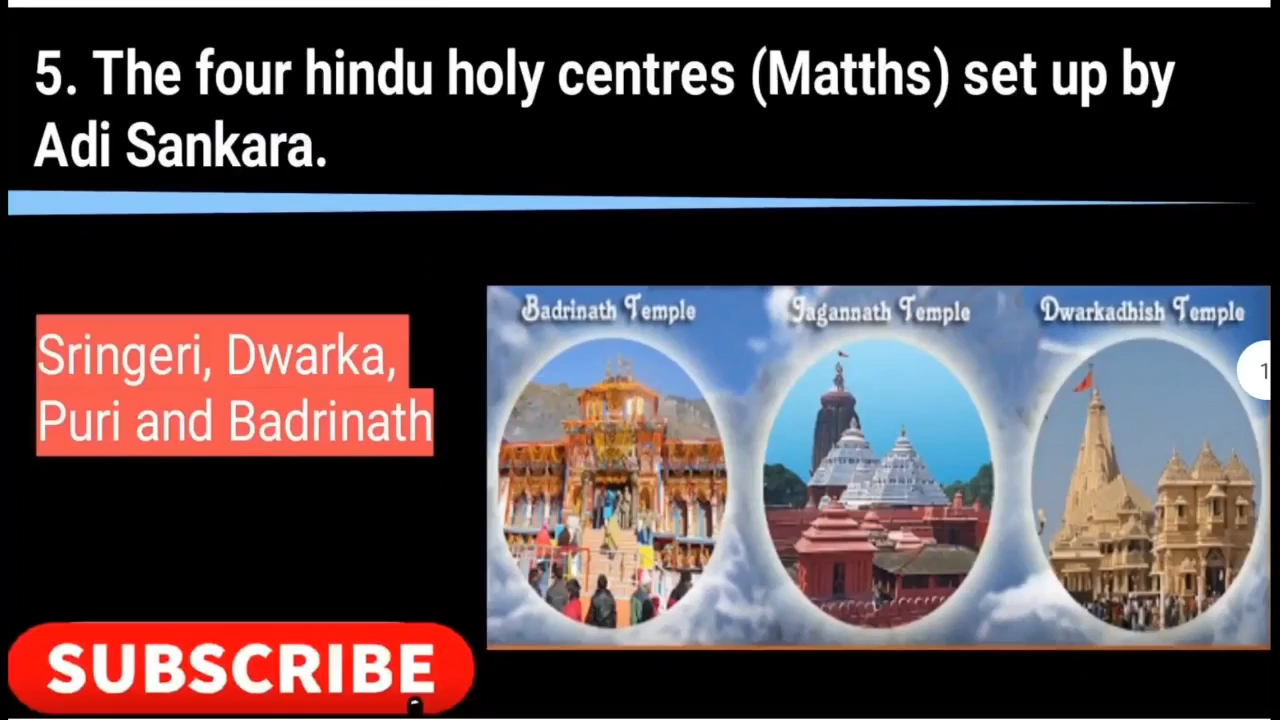 5. The four hindu holy centres (Matths) set up by
Adi Sankara.
Sringeri, Dwarka,
Puri and Badrinath
Badrinath Temple
Jagannath Temple
Dwarkadhish Temple
1
SUBSCRIBE